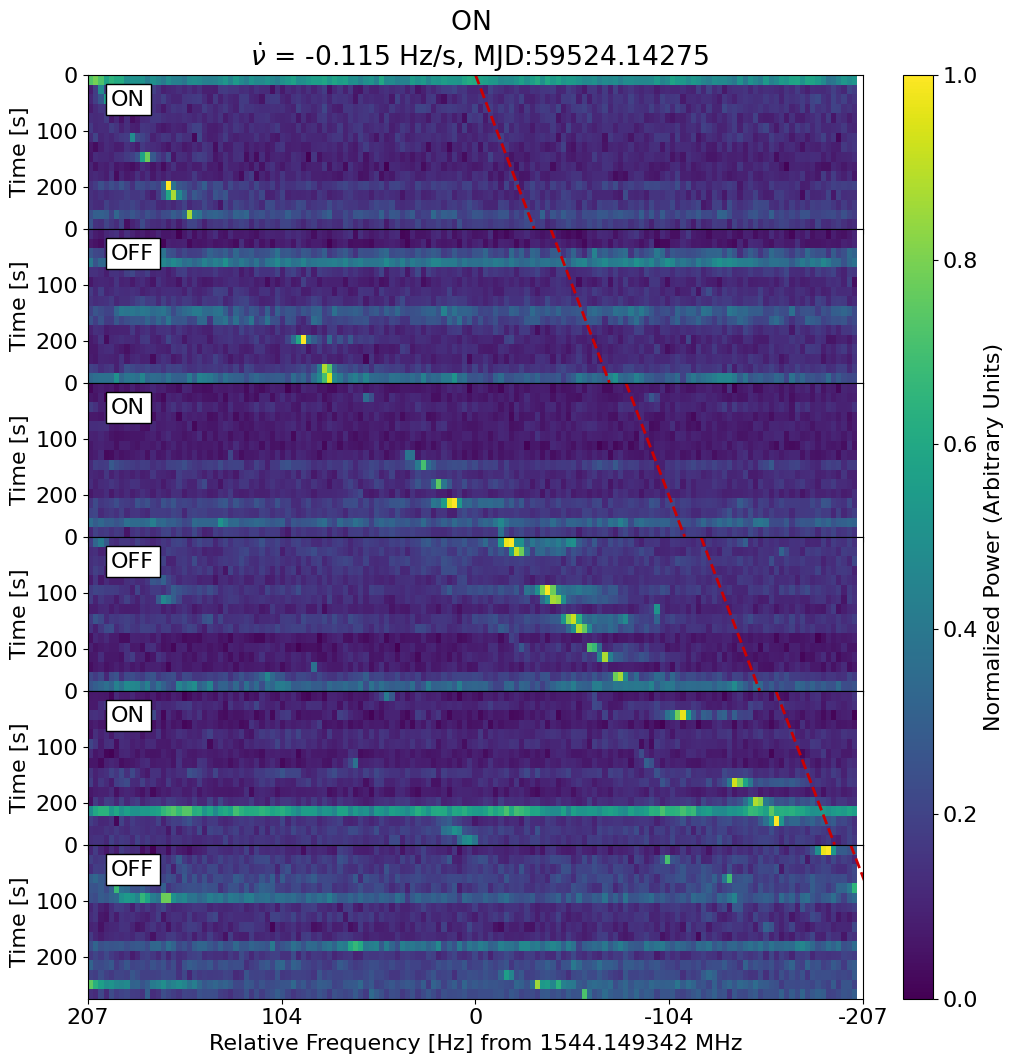 ON
ν̇ = -0.115 Hz/s, MJD:59524.14275
0
ON
100
Time [s]
200
0
OFF
100
Time [s]
200
0
ON
100
Time [s]
200
0
OFF
100
Time [s]
200
0
ON
100
Time [s]
200
0
OFF
100
Time [s]
200
207 104 0 -104 -207
Relative Frequency [Hz] from 1544.149342 MHz
1.0
0.8
0.6
0.4
0.2
0.0
Normalized Power (Arbitrary Units)